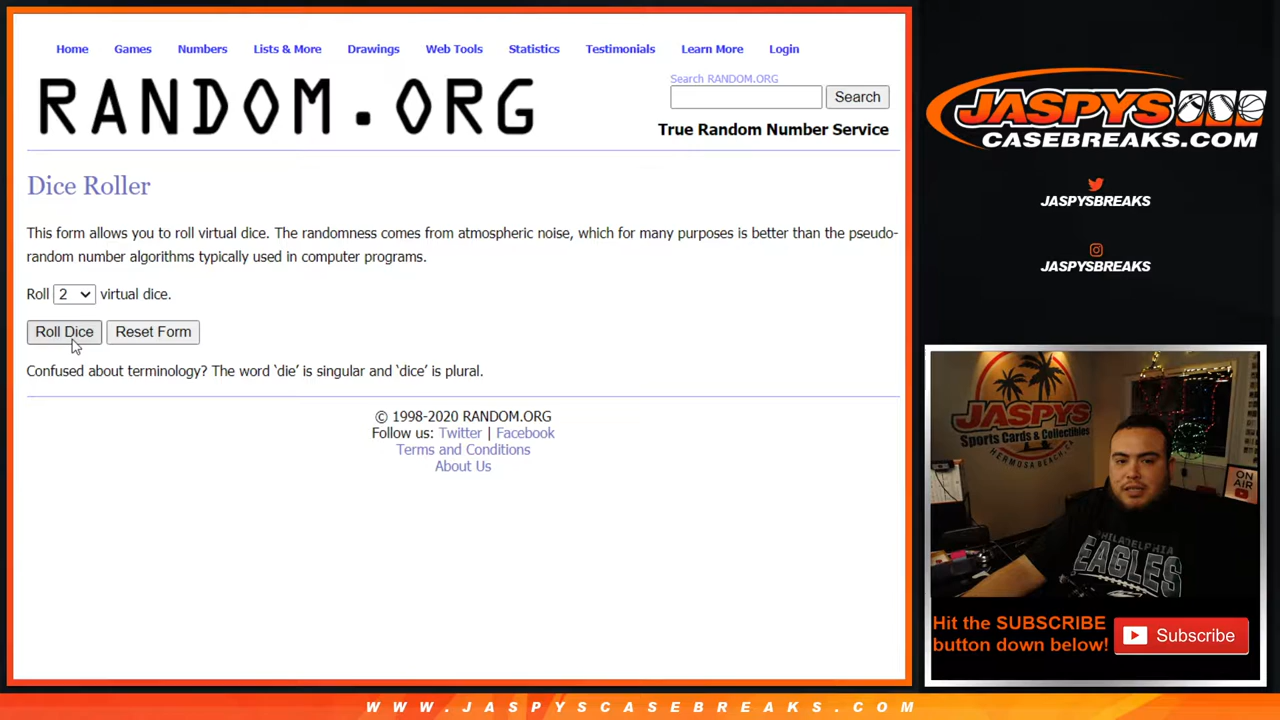 Home Games Numbers Lists & More Drawings Web Tools Statistics Testimonials Learn More Login
RANDOM.ORG
Search RANDOM.ORG
Search
True Random Number Service
Dice Roller
This form allows you to roll virtual dice. The randomness comes from atmospheric noise, which for many purposes is better than the pseudo-
random number algorithms typically used in computer programs.
Roll 2 virtual dice.
Roll Dice Reset Form
Confused about terminology? The word ‘die’ is singular and ‘dice’ is plural.
© 1998-2020 RANDOM.ORG
Follow us: Twitter | Facebook
Terms and Conditions
About Us
JASPYS
CASEBREAKS.COM
JASPYSBREAKS
JASPYSBREAKS
JASPYS
Sports Cards & Collectibles
HERMOSA BEACH, CA
ON
AIR
PHILADELPHIA
EAGLES
Hit the SUBSCRIBE
button down below!
Subscribe
WWW.JASPYSCASEBREAKS.COM